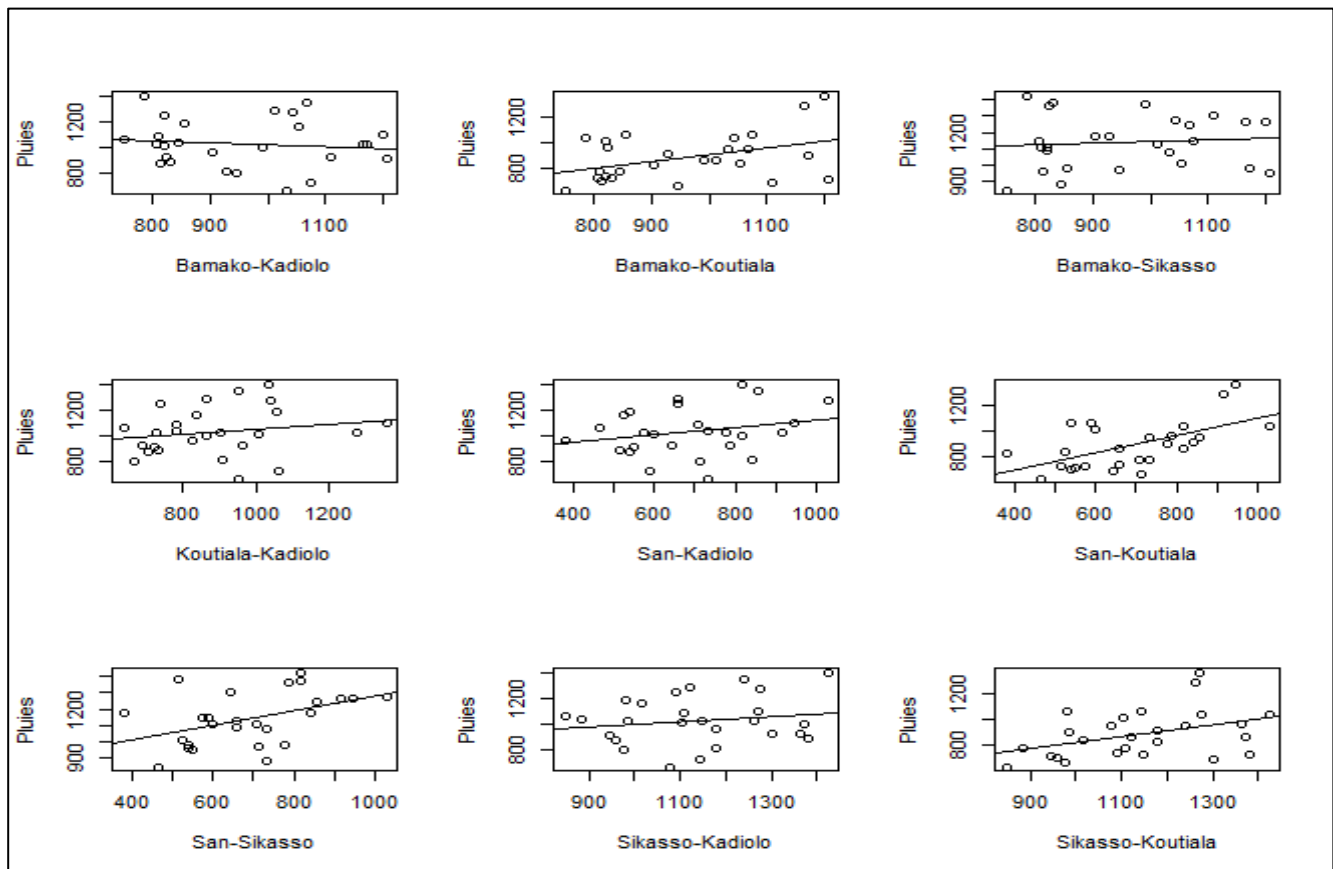 Pluies
800
1200
800
900
1100
Bamako-Kadiolo
Pluies
800
1200
800
900
1100
Bamako-Koutiala
Pluies
900
1200
800
900
1100
Bamako-Sikasso
Pluies
800
1200
800
1000
1200
Koutiala-Kadiolo
Pluies
800
1200
400
600
800
1000
San-Kadiolo
Pluies
800
1200
400
600
800
1000
San-Koutiala
Pluies
900
1200
400
600
800
1000
San-Sikasso
Pluies
800
1200
900
1100
1300
Sikasso-Kadiolo
Pluies
800
1200
900
1100
1300
Sikasso-Koutiala